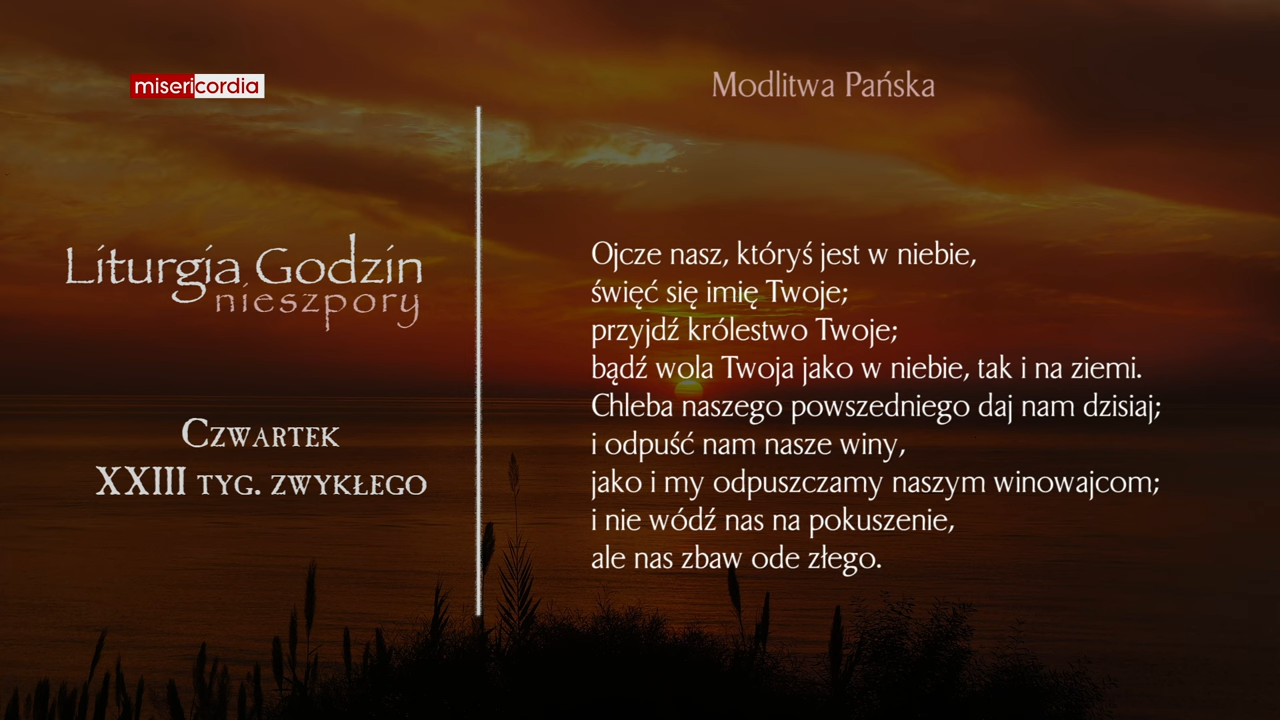 misericordia
Liturgia Godzin
nieszpory
Czwartek
XXIII tyg. zwykłego
Modlitwa Pańska
Ojcze nasz, któryś jest w niebie,
święć się imię Twoje;
przyjdź królestwo Twoje;
bądź wola Twoja jako w niebie, tak i na ziemi.
Chleba naszego powszedniego daj nam dzisiaj;
i odpuść nam nasze winy,
jako i my odpuszczamy naszym winowajcom;
i nie wódź nas na pokuszenie,
ale nas zbaw ode złego.